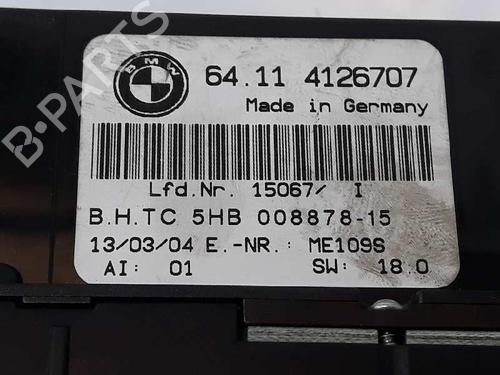 B-PARTS
BMW
64.11 4126707
Made in Germany
Lfd.Nr. 15067/ I
B.H.TC 5HB 008878-15
13/03/04 E.-NR.: ME109S
AI: 01 SW: 18.0